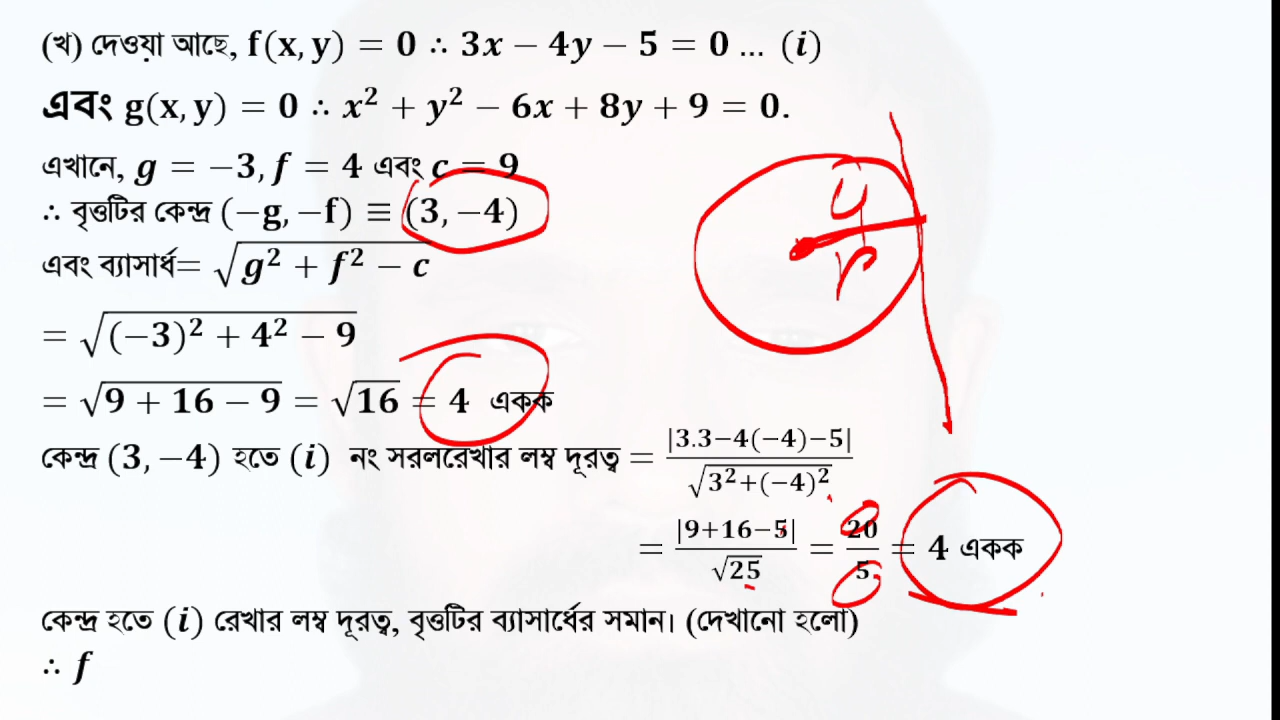 (খ) দেওয়া আছে, f(x, y) = 0 ∴ 3x − 4y − 5 = 0 ... (i)
এবং g(x, y) = 0 ∴ x² + y² − 6x + 8y + 9 = 0.
এখানে, g = −3, f = 4 এবং c = 9
∴ বৃত্তটির কেন্দ্র (−g, −f) ≡ (3, −4)
এবং ব্যাসার্ধ= √(g² + f² − c)
= √((−3)² + 4² − 9)
= √(9 + 16 − 9) = √16 = 4 একক
কেন্দ্র (3, −4) হতে (i) নং সরলরেখার লম্ব দূরত্ব = |3.3−4(−4)−5| / √(3²+(−4)²)
= |9+16−5| / √25 = 20/5 = 4 একক
কেন্দ্র হতে (i) রেখার লম্ব দূরত্ব, বৃত্তটির ব্যাসার্ধের সমান। (দেখানো হলো)
∴ f
4
r